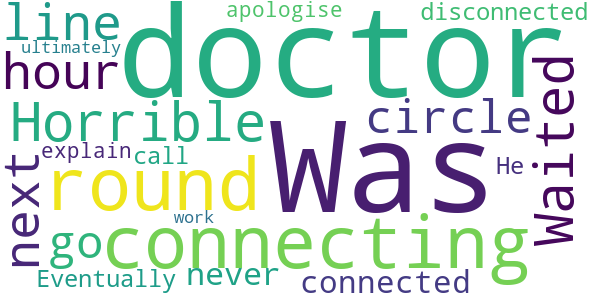 line
doctor
apologise
disconnected
ultimately
hour
Horrible
circle
Waited
Was
explain
call
round
next
He
work
go
connecting
Eventually
never
connected